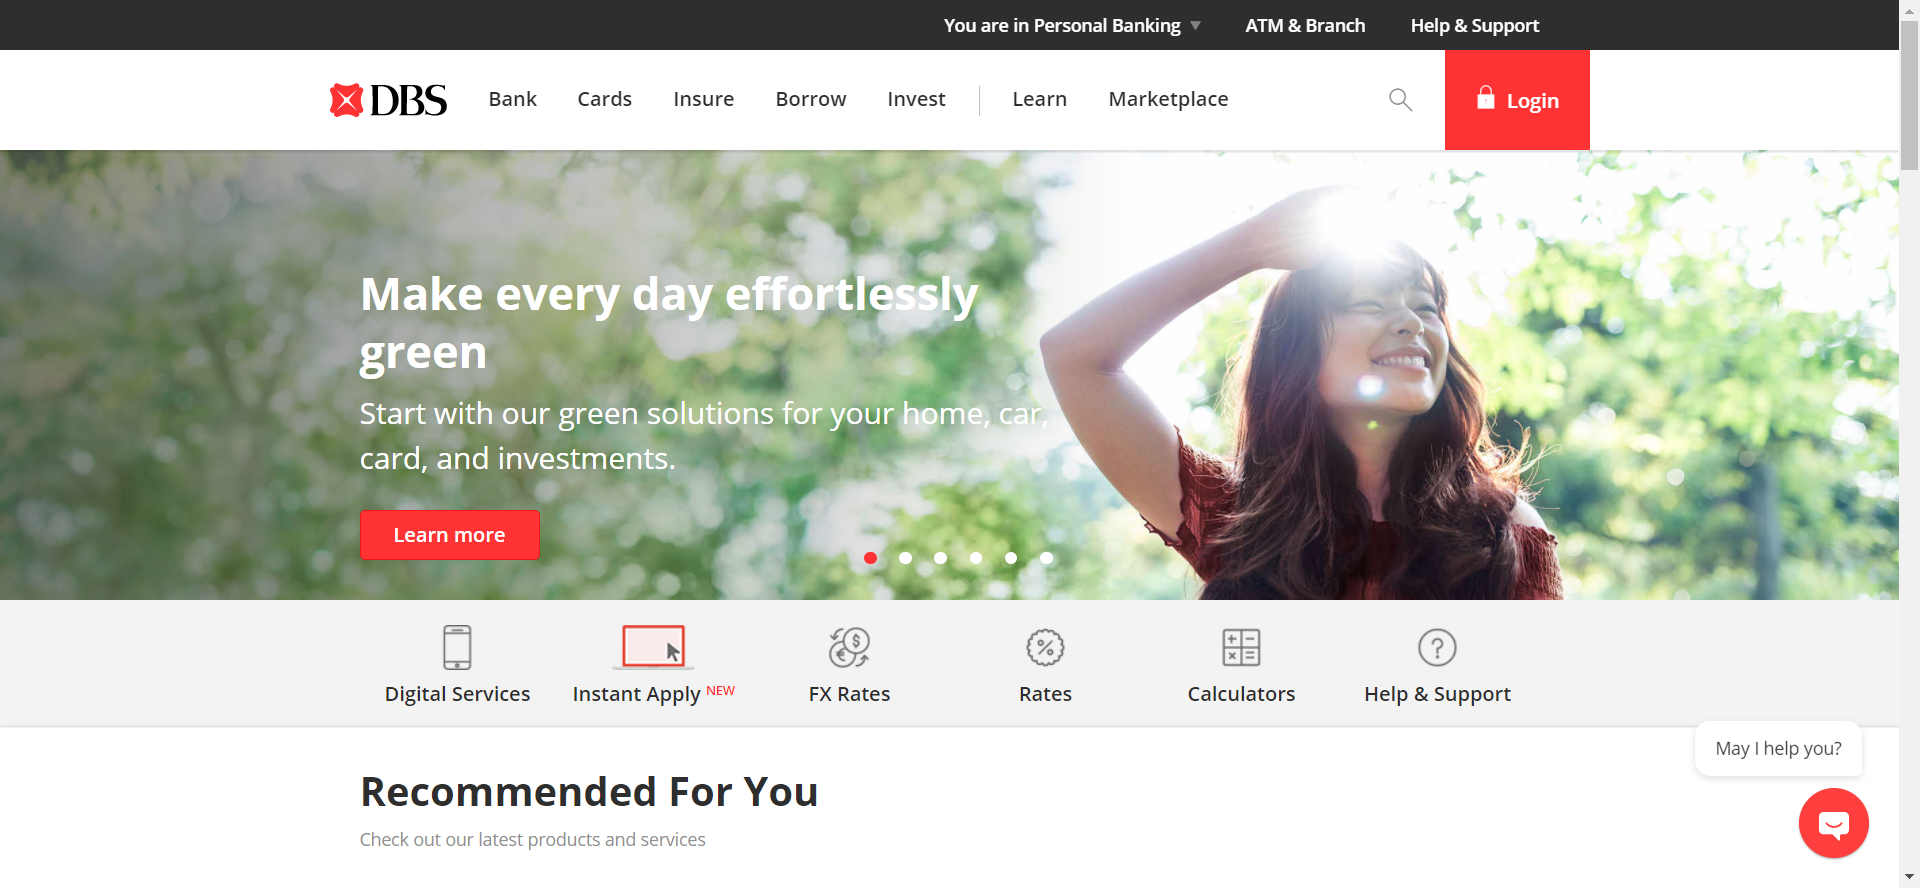 You are in Personal Banking
ATM & Branch
Help & Support
DBS
Bank
Cards
Insure
Borrow
Invest
Learn
Marketplace
Login
Make every day effortlessly
green
Start with our green solutions for your home, car,
card, and investments.
Learn more
Digital Services
Instant Apply NEW
FX Rates
Rates
Calculators
Help & Support
May I help you?
Recommended For You
Check out our latest products and services